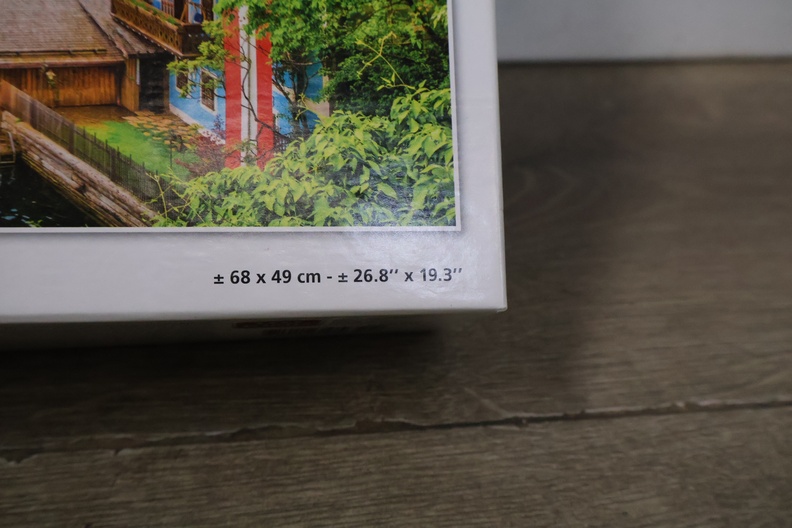 ± 68 x 49 cm - ± 26.8’’ x 19.3’’